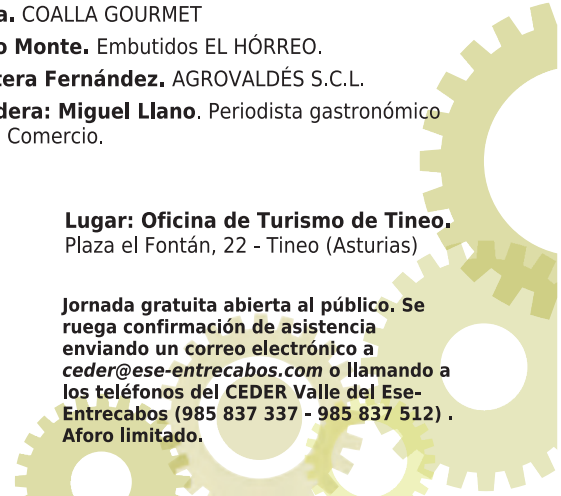 a. COALLA GOURMET
o Monte. Embutidos EL HÓRREO.
tera Fernández. AGROVALDÉS S.C.L.
dera: Miguel Llano. Periodista gastronómico
Comercio.
Lugar: Oficina de Turismo de Tineo.
Plaza el Fontán, 22 - Tineo (Asturias)
Jornada gratuita abierta al público. Se
ruega confirmación de asistencia
enviando un correo electrónico a
ceder@ese-entrecabos.com o llamando a
los teléfonos del CEDER Valle del Ese-
Entrecabos (985 837 337 - 985 837 512) .
Aforo limitado.